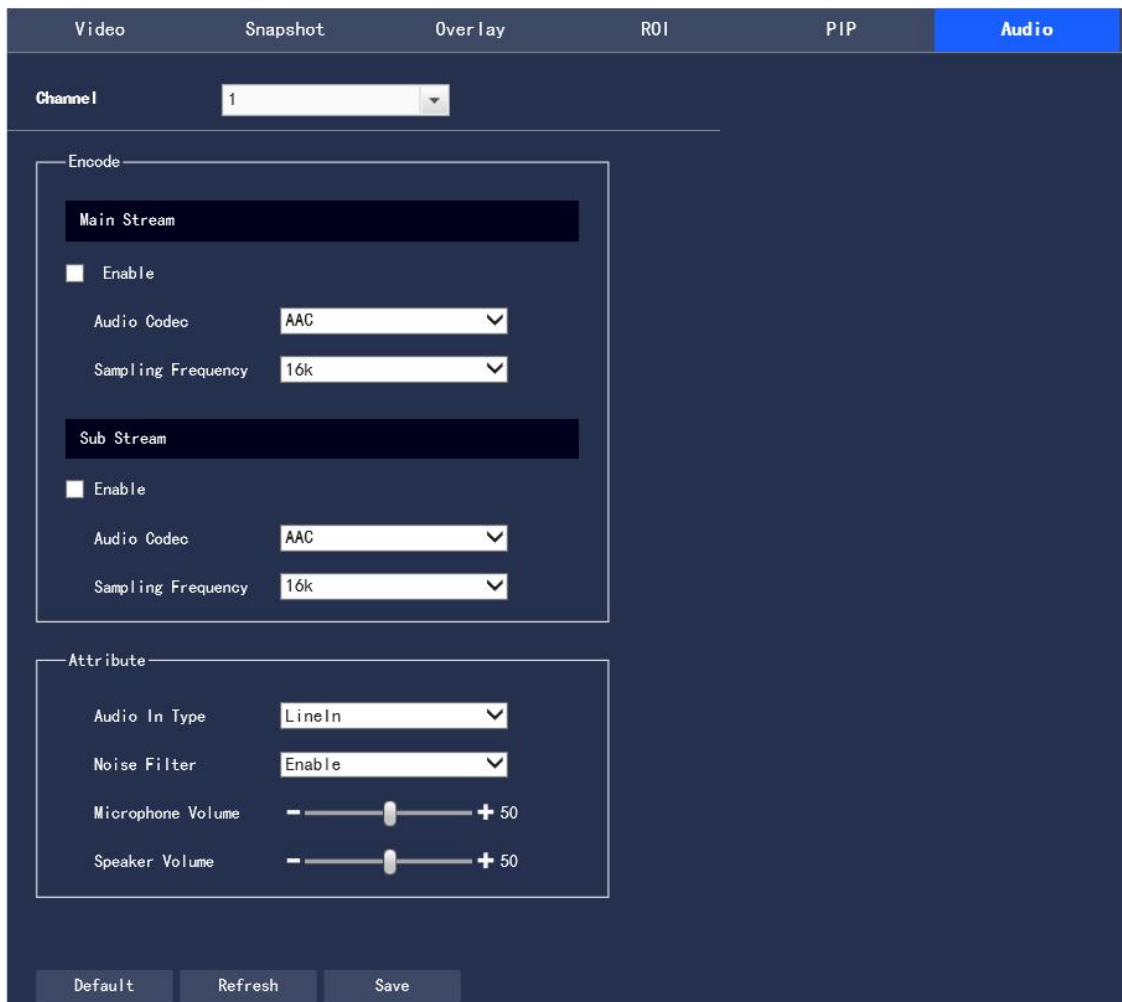 Video Snapshot Overlay ROI PIP Audio
Channel 1
Encode
Main Stream
Enable
Audio Codec AAC
Sampling Frequency 16k
Sub Stream
Enable
Audio Codec AAC
Sampling Frequency 16k
Attribute
Audio In Type LineIn
Noise Filter Enable
Microphone Volume 50
Speaker Volume 50
Default Refresh Save